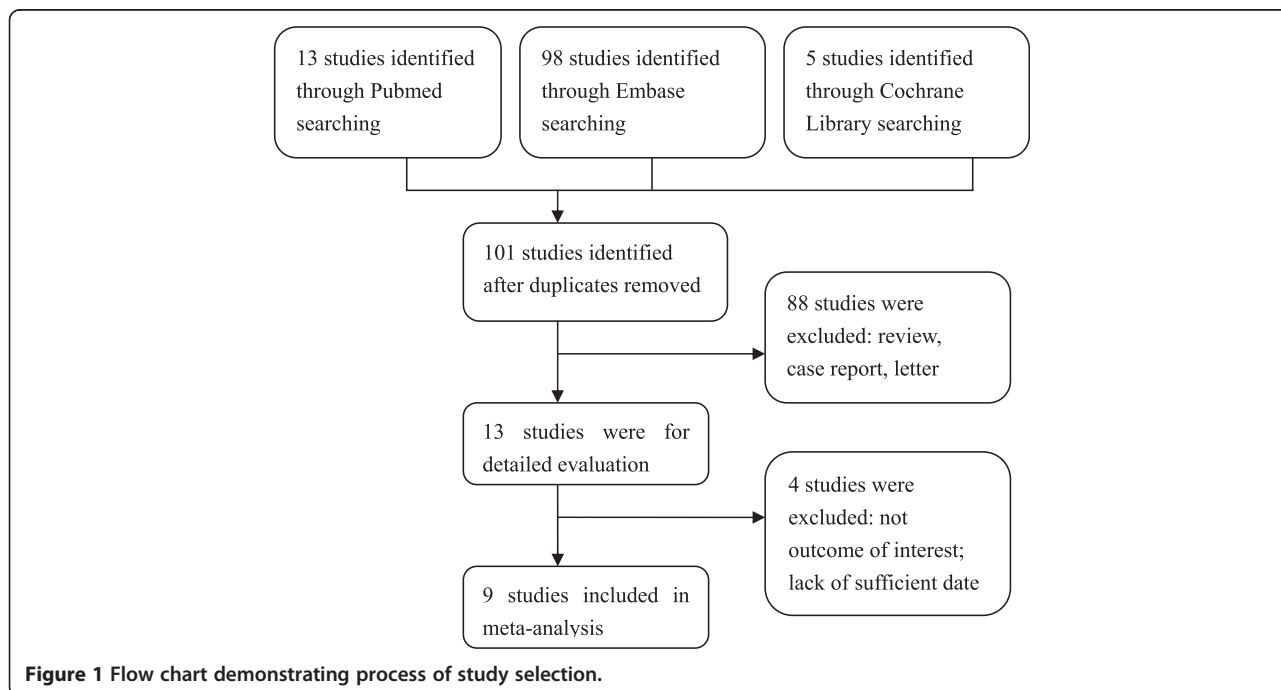 13 studies identified
through Pubmed
searching
98 studies identified
through Embase
searching
5 studies identified
through Cochrane
Library searching
101 studies identified
after duplicates removed
88 studies were
excluded: review,
case report, letter
13 studies were for
detailed evaluation
4 studies were
excluded: not
outcome of interest;
lack of sufficient date
9 studies included in
meta-analysis
Figure 1 Flow chart demonstrating process of study selection.